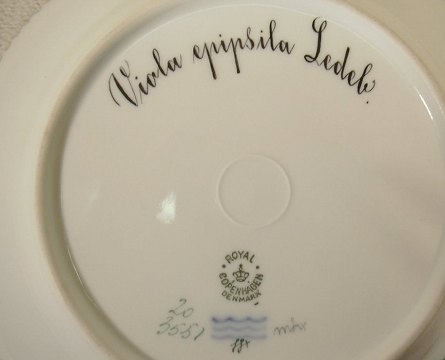 Viola epipsila Ledeb.
ROYAL
COPENHAGEN
DENMARK
20
3551